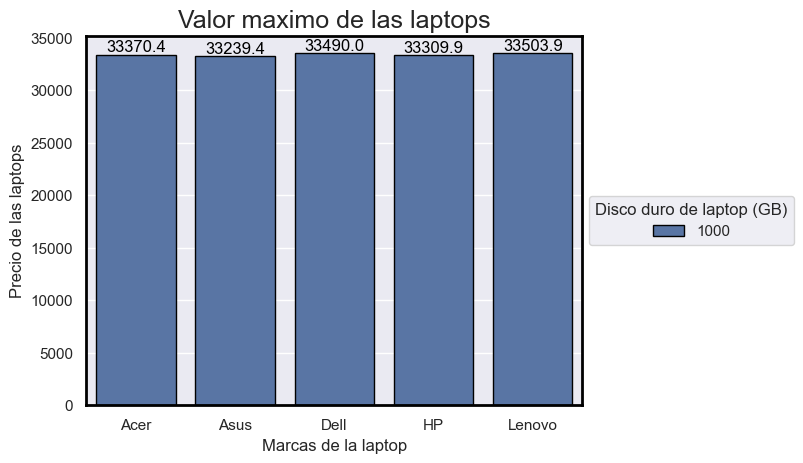 Valor maximo de las laptops
35000
30000
25000
20000
15000
10000
5000
0
Precio de las laptops
33370.4
33239.4
33490.0
33309.9
33503.9
Acer
Asus
Dell
HP
Lenovo
Marcas de la laptop
Disco duro de laptop (GB)
1000